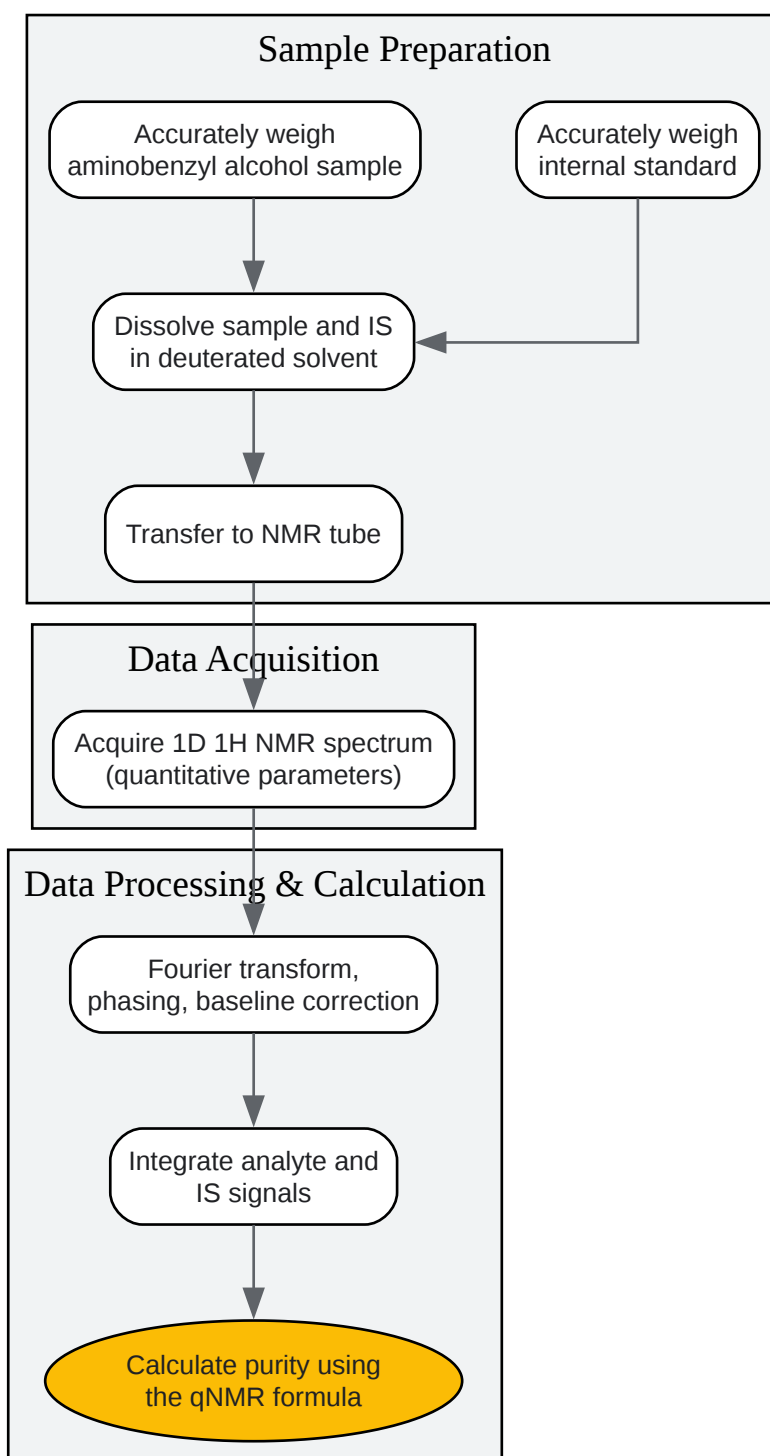 Sample Preparation
Accurately weigh
aminobenzyl alcohol sample
Accurately weigh
internal standard
Dissolve sample and IS
in deuterated solvent
Transfer to NMR tube
Data Acquisition
Acquire 1D 1H NMR spectrum
(quantitative parameters)
Data Processing & Calculation
Fourier transform,
phasing, baseline correction
Integrate analyte and
IS signals
Calculate purity using
the qNMR formula